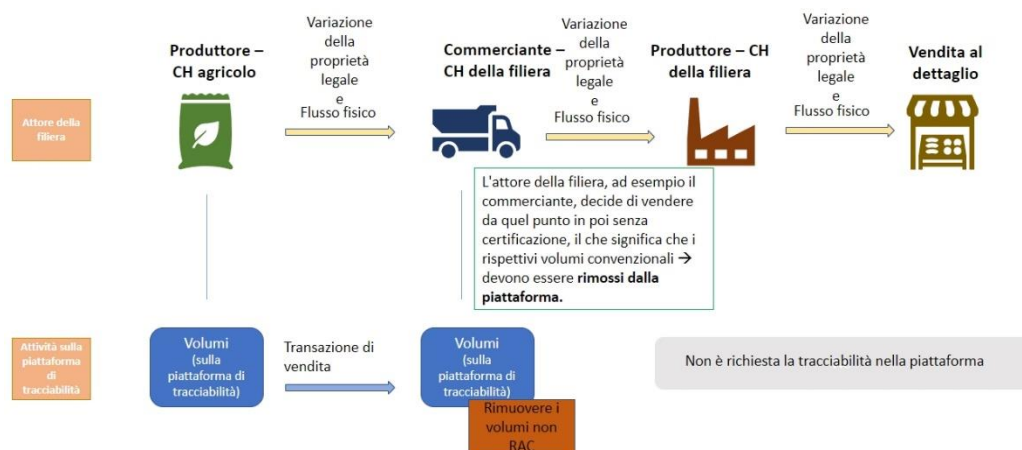 Produttore –
CH agricolo
Variazione
della
proprietà
legale
e
Flusso fisico
Commerciante –
CH della filiera
Variazione
della
proprietà
legale
e
Flusso fisico
Produttore – CH
della filiera
Variazione
della
proprietà
legale
e
Flusso fisico
Vendita al
dettaglio
Attore della
filiera
L'attore della filiera, ad esempio il
commerciante, decide di vendere
da quel punto in poi senza
certificazione, il che significa che i
rispettivi volumi convenzionali →
devono essere rimossi dalla
piattaforma.
Attività sulla
piattaforma
di
tracciabilità
Volumi
(sulla
piattaforma di
tracciabilità)
Transazione di
vendita
Volumi
(sulla
piattaforma di
tracciabilità)
Rimuovere i
volumi non
RAC
Non è richiesta la tracciabilità nella piattaforma